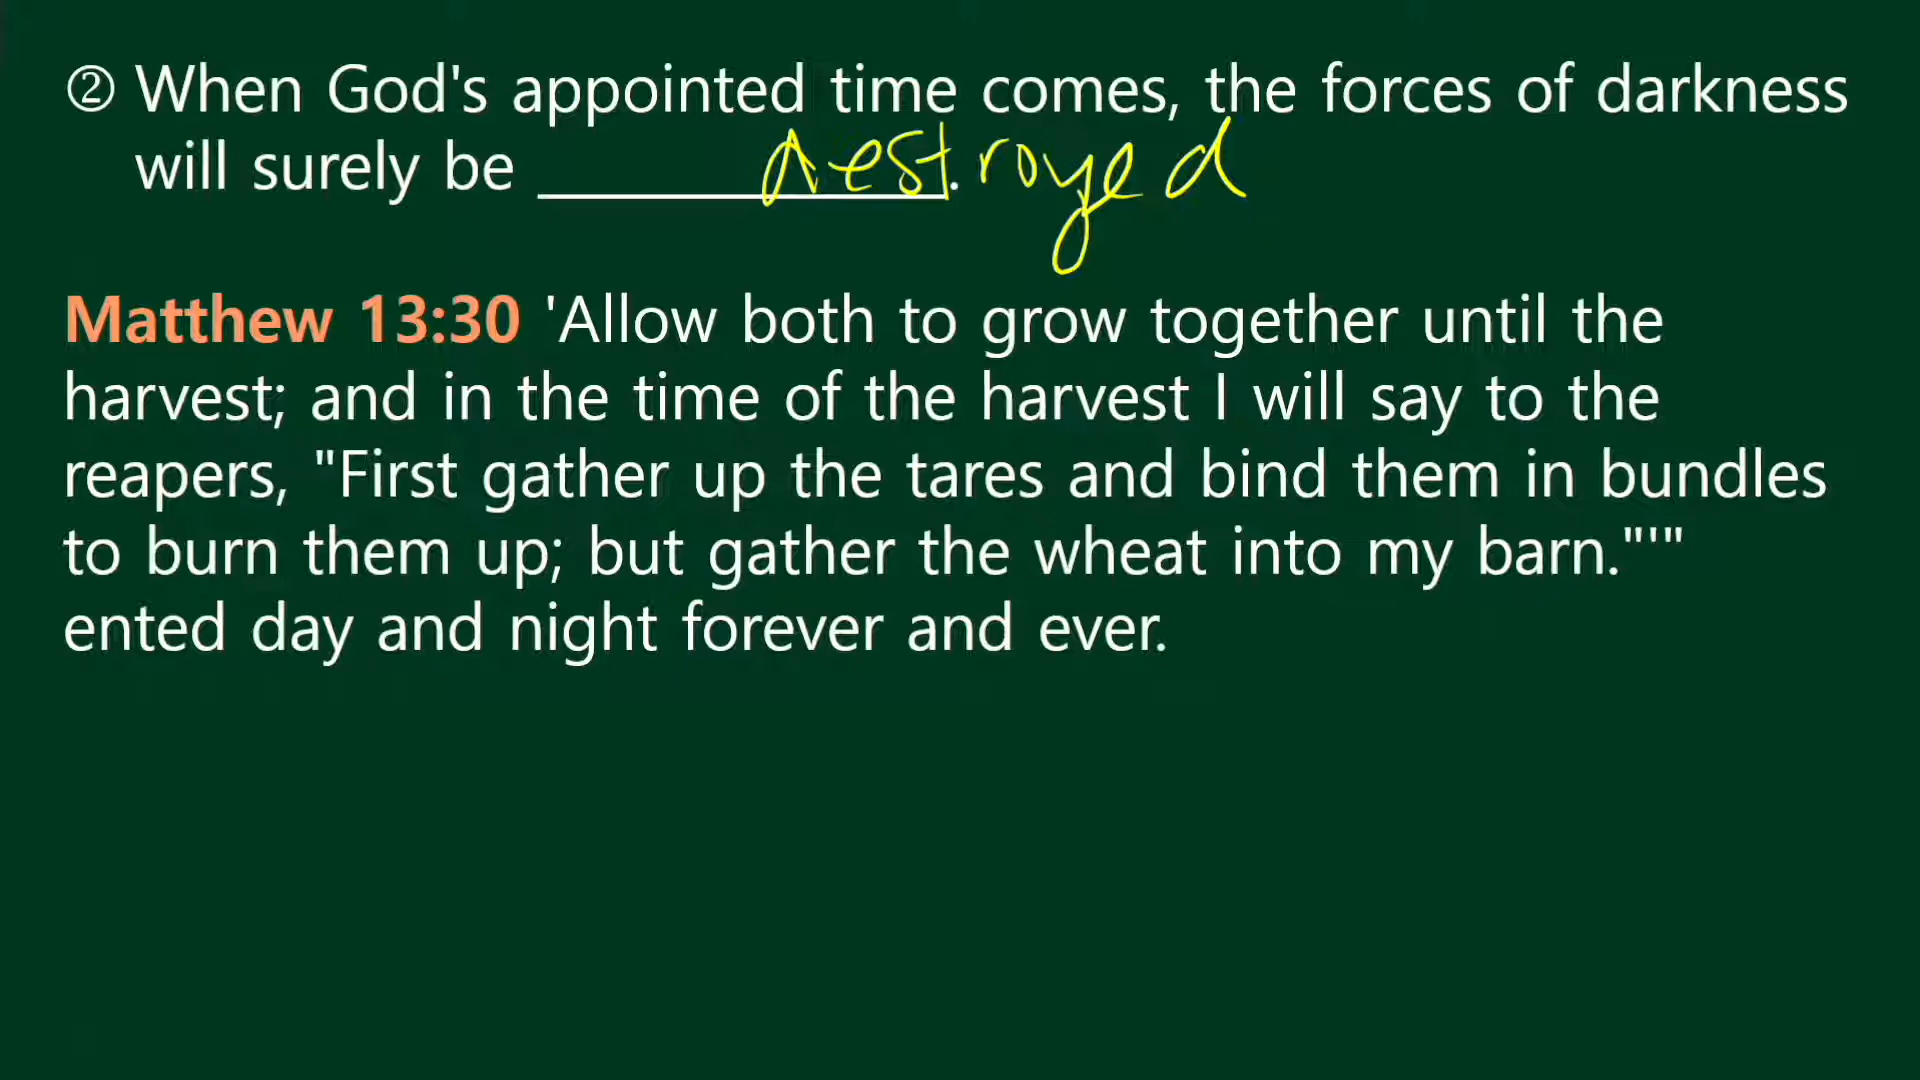 ② When God's appointed time comes, the forces of darkness
will surely be ____________. destroyed
Matthew 13:30 'Allow both to grow together until the
harvest; and in the time of the harvest I will say to the
reapers, "First gather up the tares and bind them in bundles
to burn them up; but gather the wheat into my barn."'"
ented day and night forever and ever.